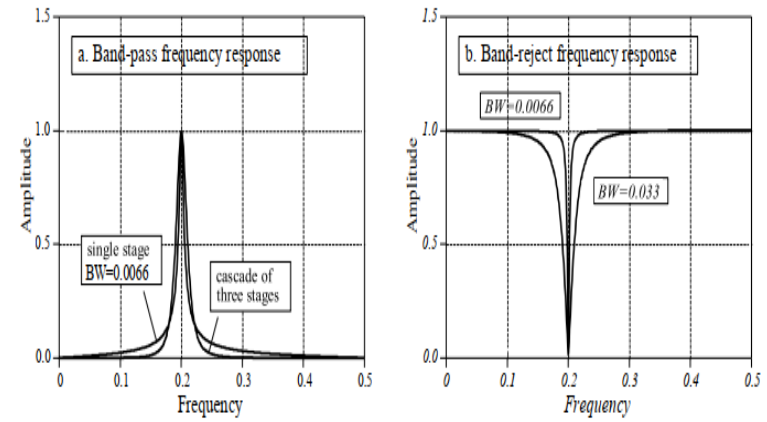 a. Band-pass frequency response
1.5
1.0
0.5
0.0
Amplitude
single stage
BW=0.0066
cascade of
three stages
0 0.1 0.2 0.3 0.4 0.5
Frequency
b. Band-reject frequency response
1.5
1.0
0.5
0.0
Amplitude
BW=0.0066
BW=0.033
0 0.1 0.2 0.3 0.4 0.5
Frequency